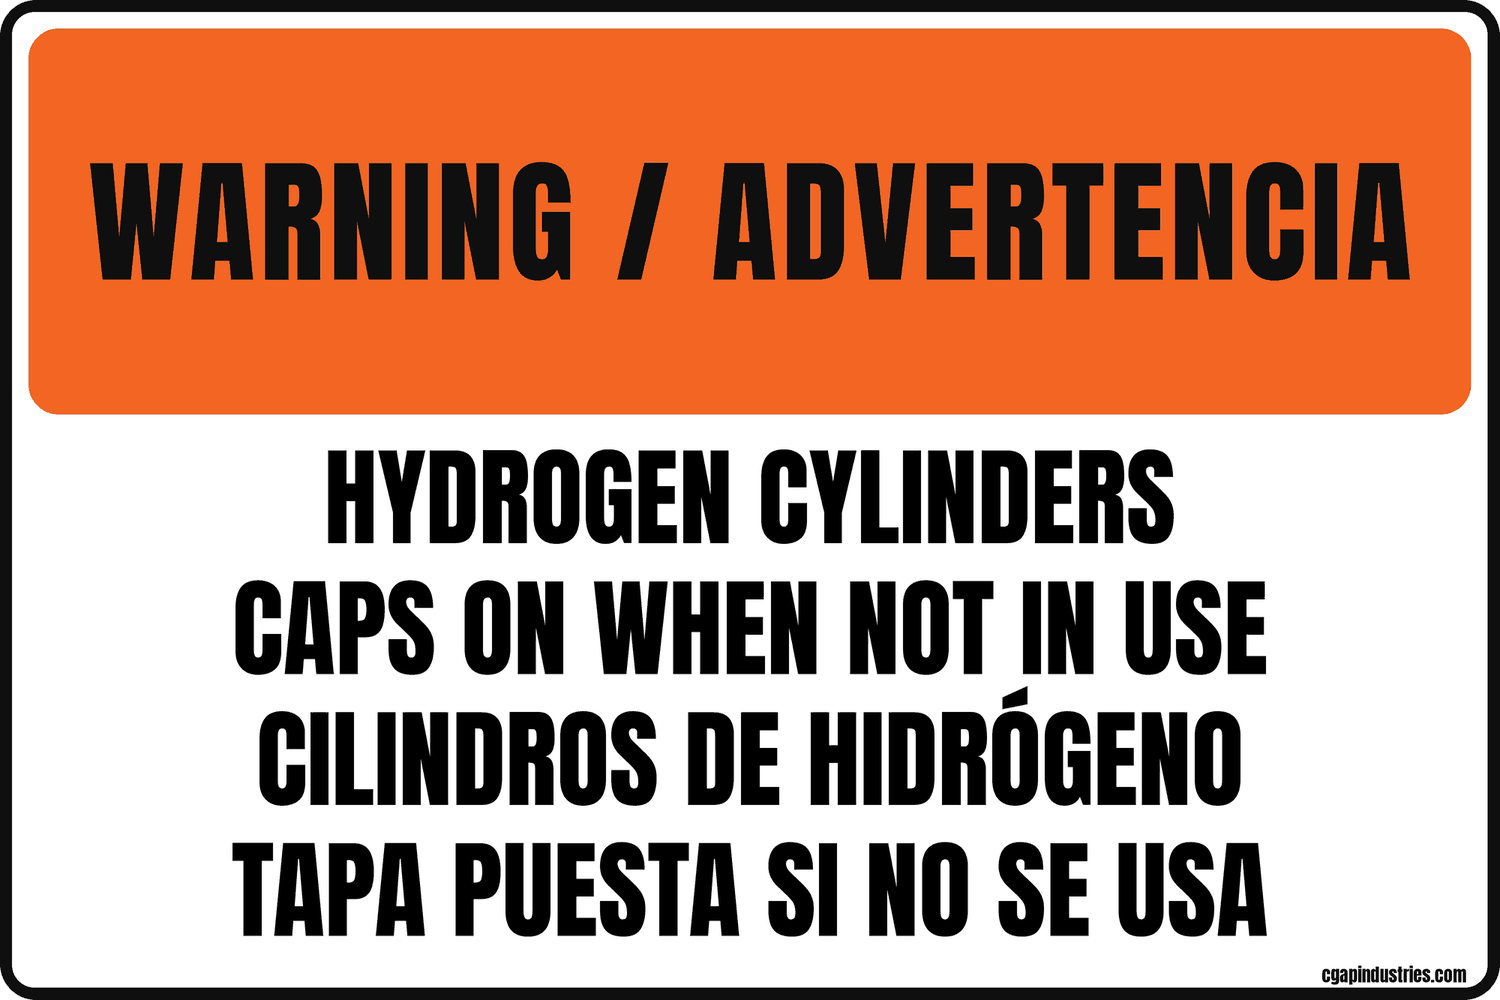 WARNING / ADVERTENCIA
HYDROGEN CYLINDERS
CAPS ON WHEN NOT IN USE
CILINDROS DE HIDRÓGENO
TAPA PUESTA SI NO SE USA
cgapindustries.com